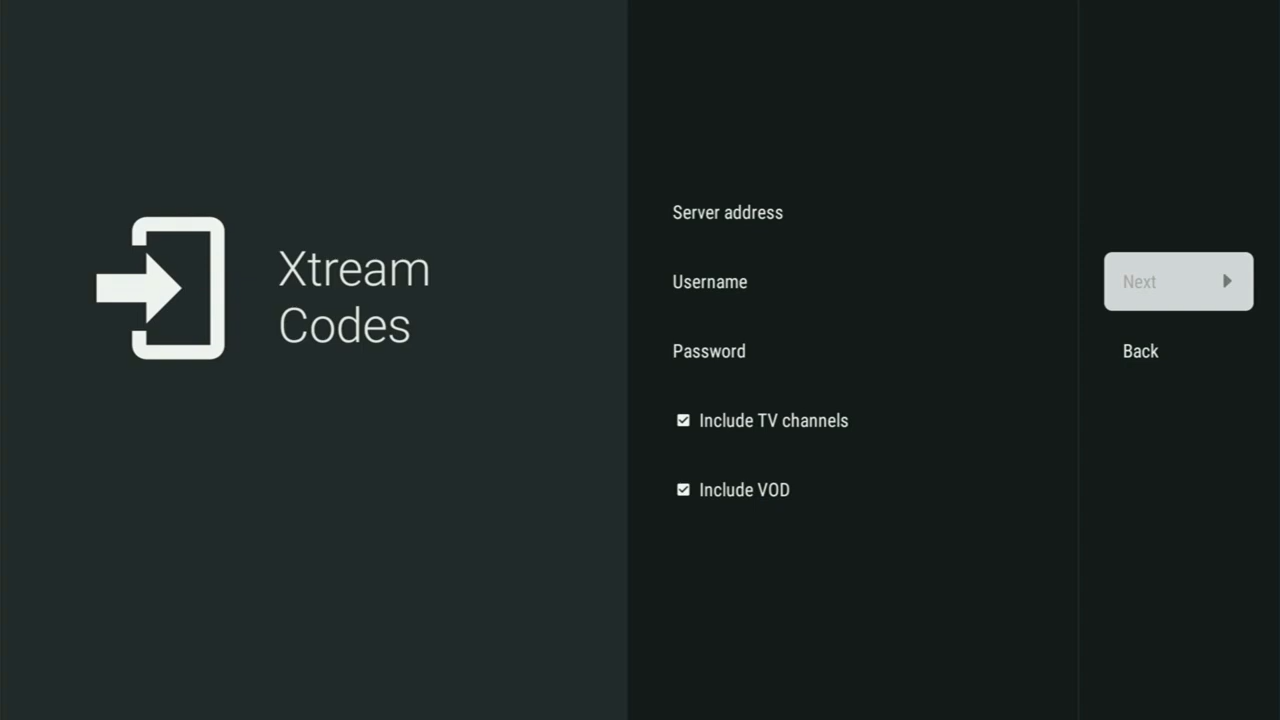 Xtream
Codes
Server address
Username
Password
Include TV channels
Include VOD
Next
Back